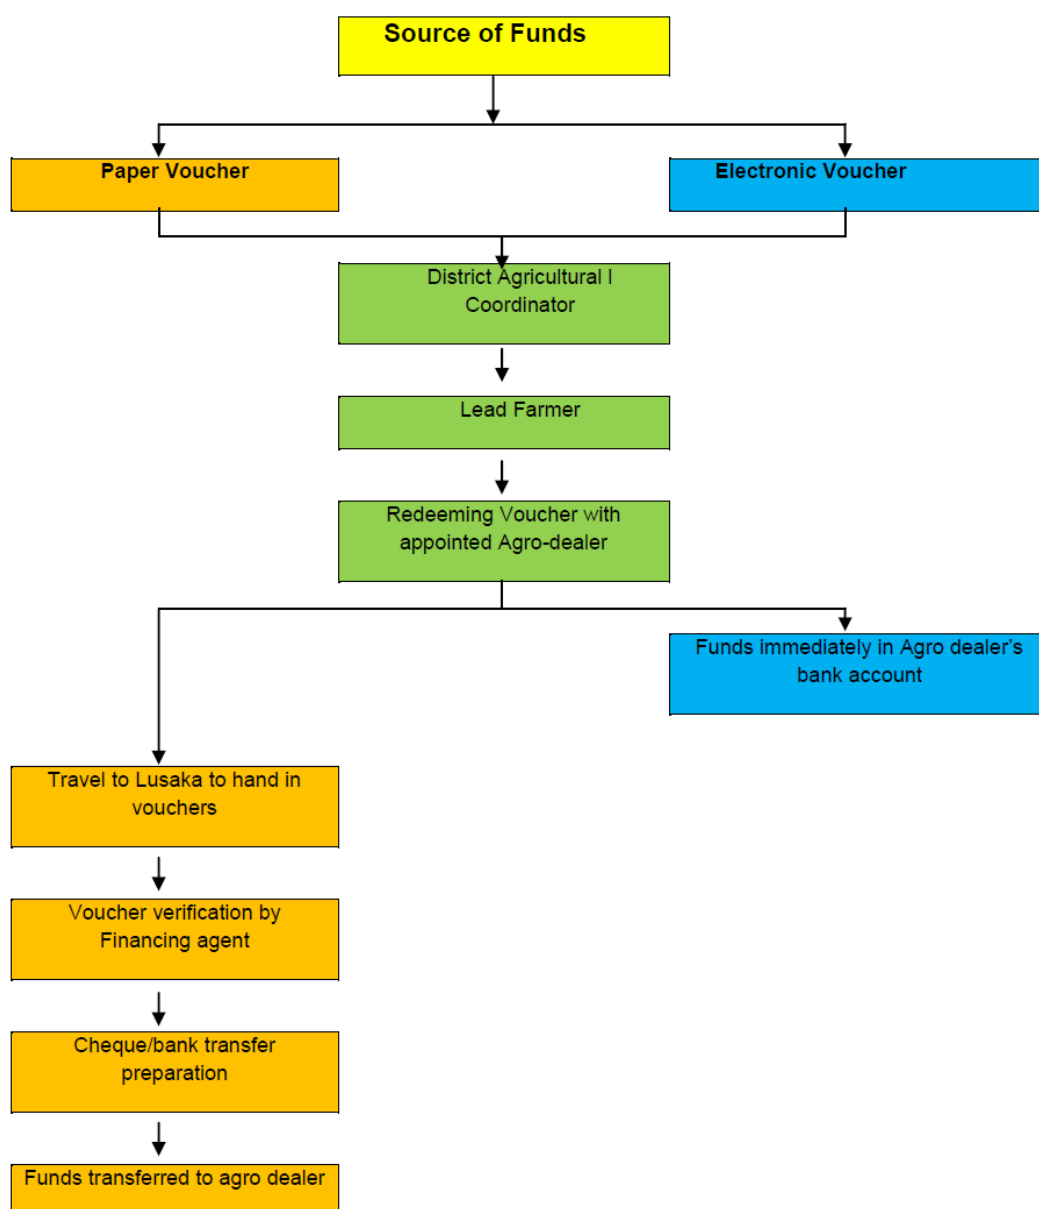 Source of Funds
Paper Voucher
Electronic Voucher
District Agricultural l
Coordinator
Lead Farmer
Redeeming Voucher with
appointed Agro-dealer
Funds immediately in Agro dealer's
bank account
Travel to Lusaka to hand in
vouchers
Voucher verification by
Financing agent
Cheque/bank transfer
preparation
Funds transferred to agro dealer